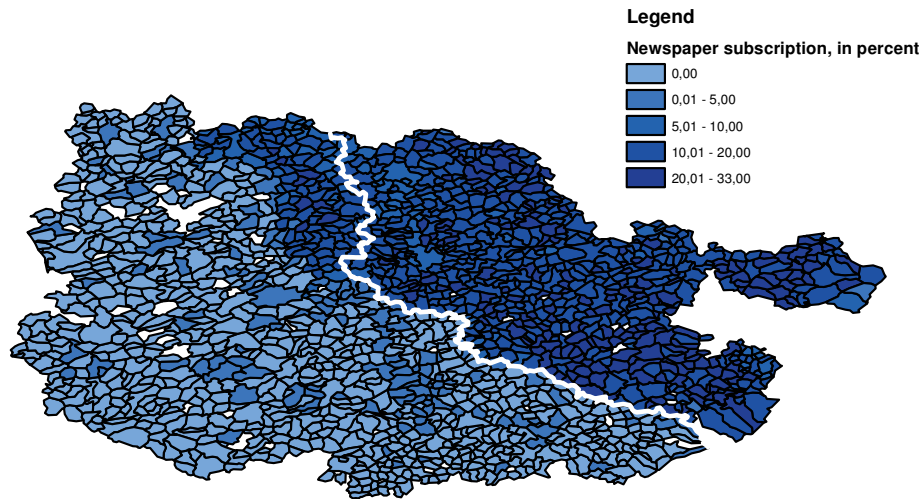 Legend
Newspaper subscription, in percent
0,00
0,01 - 5,00
5,01 - 10,00
10,01 - 20,00
20,01 - 33,00